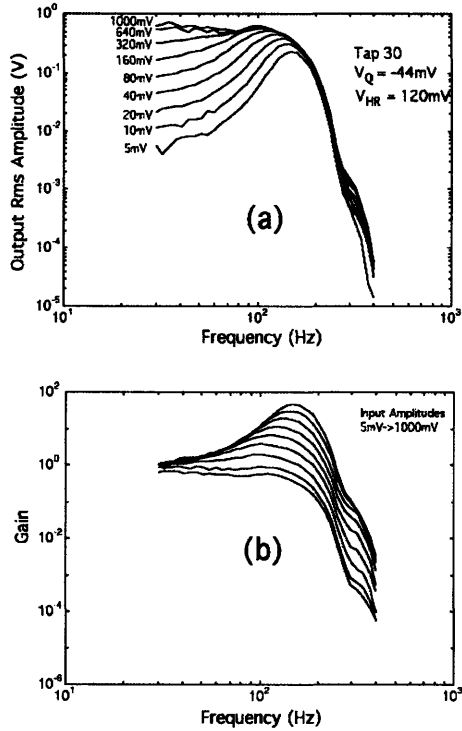 Output Rms Amplitude (V)
10¹
10⁰
10⁻¹
10⁻²
10⁻³
10⁻⁴
10⁻⁵
1000mV
640mV
320mV
160mV
80mV
40mV
20mV
10mV
5mV
Tap 30
V_Q = -44mV
V_HR = 120mV
(a)
10¹
10²
10³
Frequency (Hz)
Gain
10²
10⁰
10⁻²
10⁻⁴
10⁻⁶
Input Amplitudes
5mV->1000mV
(b)
10¹
10²
10³
Frequency (Hz)